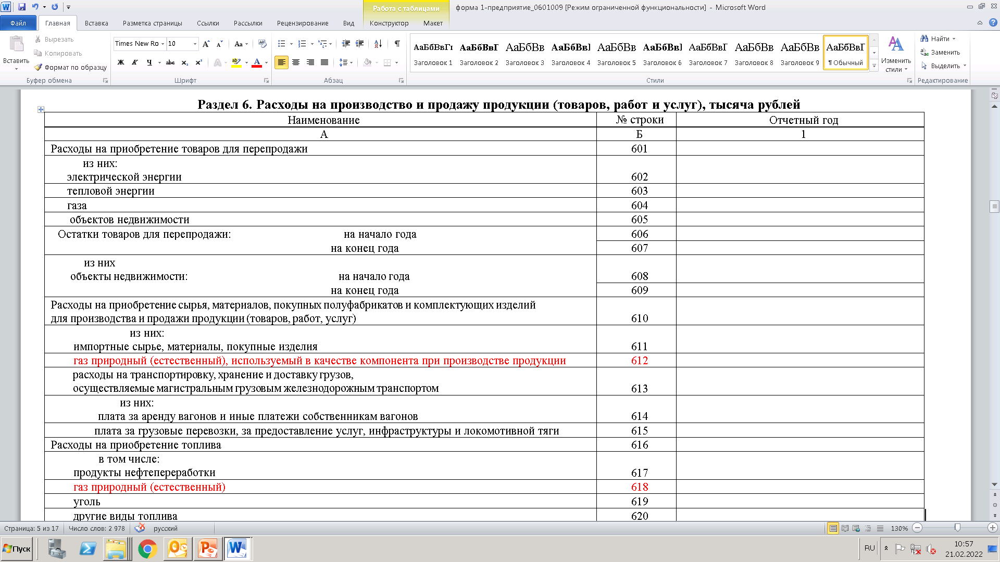 Работа с таблицами
форма 1-предприятие_0601009 [Режим ограниченной функциональности] - Microsoft Word
Файл Главная Вставка Разметка страницы Ссылки Рассылки Рецензирование Вид Конструктор Макет
Вставить
Вырезать
Копировать
Формат по образцу
Буфер обмена
Times New Ro 10
Шрифт
Абзац
АаБбВвГг АаБбВвГ АаБбВв АаБбВвІ АаБбВв АаБбВвІ АаБбВвГ АаБбВв АаБбВв АаБбВвГ
Заголовок 1 Заголовок 2 Заголовок 3 Заголовок 4 Заголовок 5 Заголовок 6 Заголовок 7 Заголовок 8 Заголовок 9 ¶ Обычный
Стили
Изменить стили
Найти
Заменить
Выделить
Редактирование
Раздел 6. Расходы на производство и продажу продукции (товаров, работ и услуг), тысяча рублей
Наименование № строки Отчетный год
А Б 1
Расходы на приобретение товаров для перепродажи 601
из них:
электрической энергии 602
тепловой энергии 603
газа 604
объектов недвижимости 605
Остатки товаров для перепродажи: на начало года 606
на конец года 607
из них
объекты недвижимости: на начало года 608
на конец года 609
Расходы на приобретение сырья, материалов, покупных полуфабрикатов и комплектующих изделий
для производства и продажи продукции (товаров, работ, услуг) 610
из них:
импортные сырье, материалы, покупные изделия 611
газ природный (естественный), используемый в качестве компонента при производстве продукции 612
расходы на транспортировку, хранение и доставку грузов,
осуществляемые магистральным грузовым железнодорожным транспортом 613
из них:
плата за аренду вагонов и иные платежи собственникам вагонов 614
плата за грузовые перевозки, за предоставление услуг, инфраструктуры и локомотивной тяги 615
Расходы на приобретение топлива 616
в том числе:
продукты нефтепереработки 617
газ природный (естественный) 618
уголь 619
другие виды топлива 620
Страница: 5 из 17 Число слов: 2 978 русский 130%
Пуск RU 10:57
21.02.2022